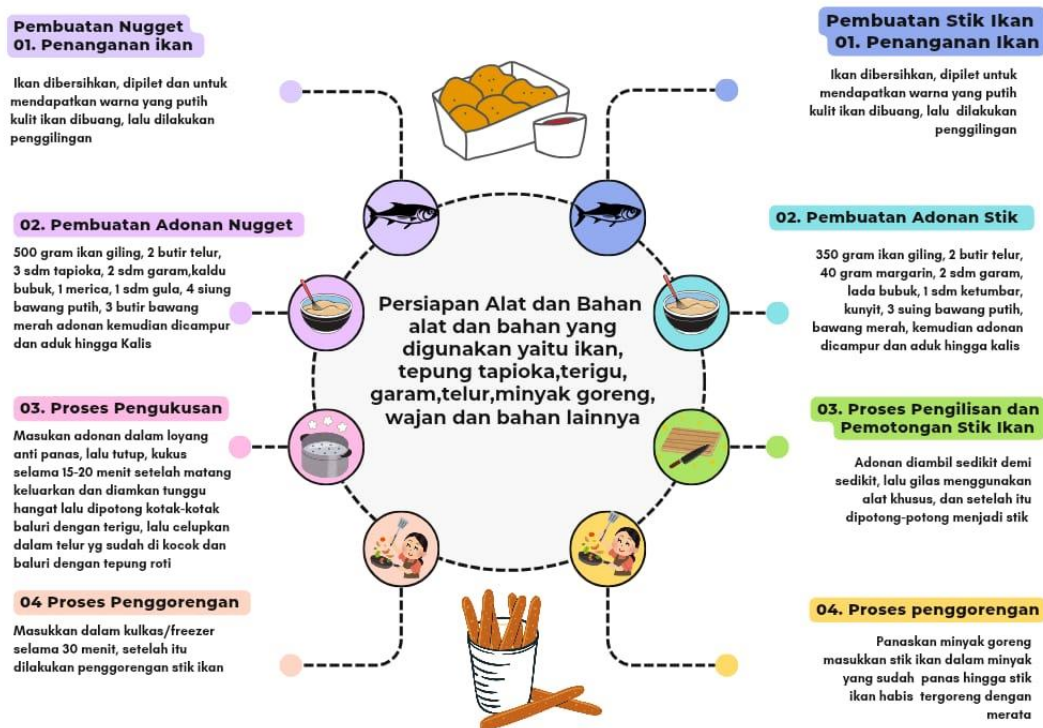 Pembuatan Nugget
01. Penanganan ikan
Ikan dibersihkan, dipilet dan untuk
mendapatkan warna yang putih
kulit ikan dibuang, lalu dilakukan
penggilingan
02. Pembuatan Adonan Nugget
500 gram ikan giling, 2 butir telur,
3 sdm tapioka, 2 sdm garam,kaldu
bubuk, 1 merica, 1 sdm gula, 4 siung
bawang putih, 3 butir bawang
merah adonan kemudian dicampur
dan aduk hingga Kalis
03. Proses Pengukusan
Masukan adonan dalam loyang
anti panas, lalu tutup, kukus
selama 15-20 menit setelah matang
keluarkan dan diamkan tunggu
hangat lalu dipotong kotak-kotak
baluri dengan terigu, lalu celupkan
dalam telur yg sudah di kocok dan
baluri dengan tepung roti
04 Proses Penggorengan
Masukkan dalam kulkas/freezer
selama 30 menit, setelah itu
dilakukan penggorengan stik ikan
Persiapan Alat dan Bahan
alat dan bahan yang
digunakan yaitu ikan,
tepung tapioka,terigu,
garam,telur,minyak goreng,
wajan dan bahan lainnya
Pembuatan Stik Ikan
01. Penanganan Ikan
Ikan dibersihkan, dipilet untuk
mendapatkan warna yang putih
kulit ikan dibuang, lalu dilakukan
penggilingan
02. Pembuatan Adonan Stik
350 gram ikan giling, 2 butir telur,
40 gram margarin, 2 sdm garam,
lada bubuk, 1 sdm ketumbar,
kunyit, 3 suing bawang putih,
bawang merah, kemudian adonan
dicampur dan aduk hingga kalis
03. Proses Pengilisan dan
Pemotongan Stik Ikan
Adonan diambil sedikit demi
sedikit, lalu gilas menggunakan
alat khusus, dan setelah itu
dipotong-potong menjadi stik
04. Proses penggorengan
Panaskan minyak goreng
masukkan stik ikan dalam minyak
yang sudah panas hingga stik
ikan habis tergoreng dengan
merata